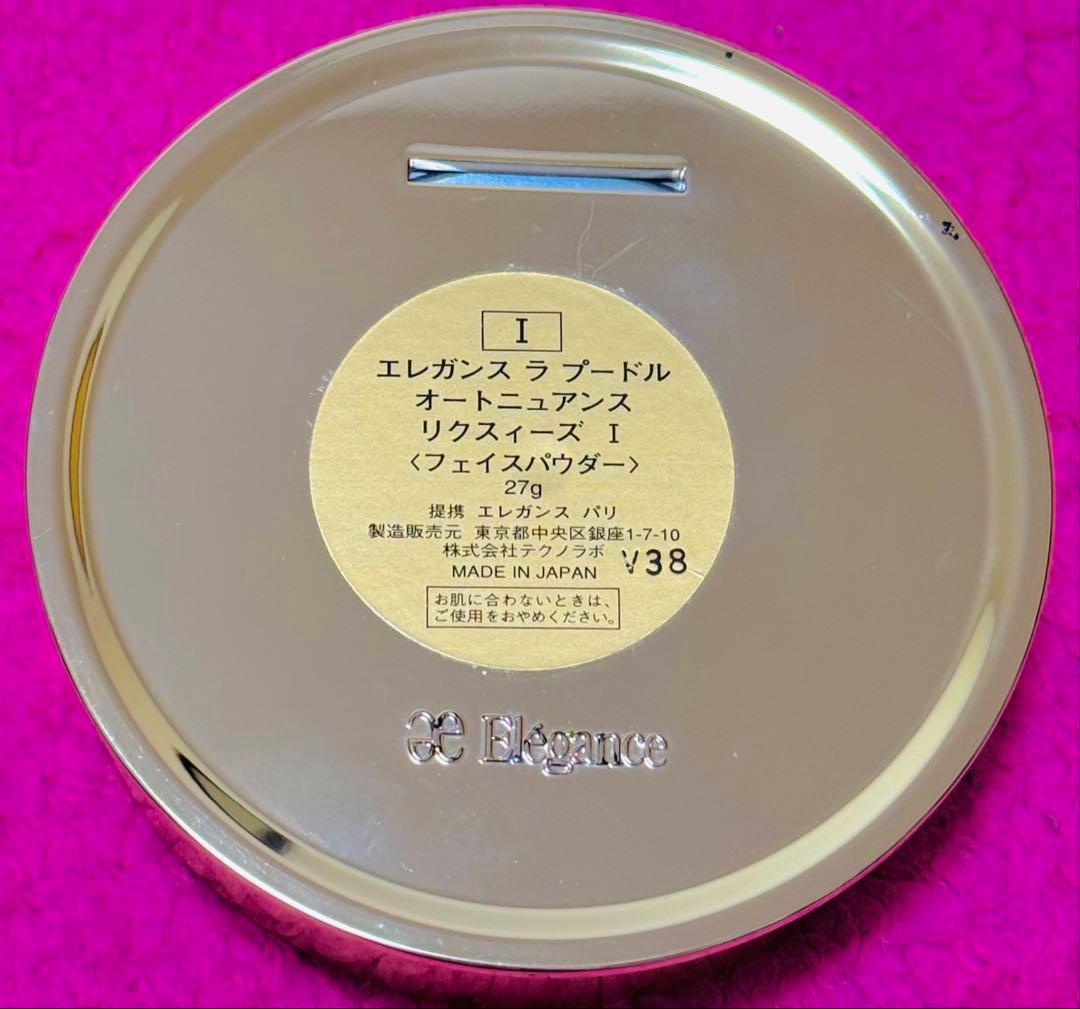 I
エレガンス ラ プードル
オートニュアンス
リクスィーズ I
〈フェイスパウダー〉
27g
提携 エレガンス パリ
製造販売元 東京都中央区銀座1-7-10
株式会社テクノラボ
V38
MADE IN JAPAN
お肌に合わないときは、
ご使用をおやめください。
Elégance